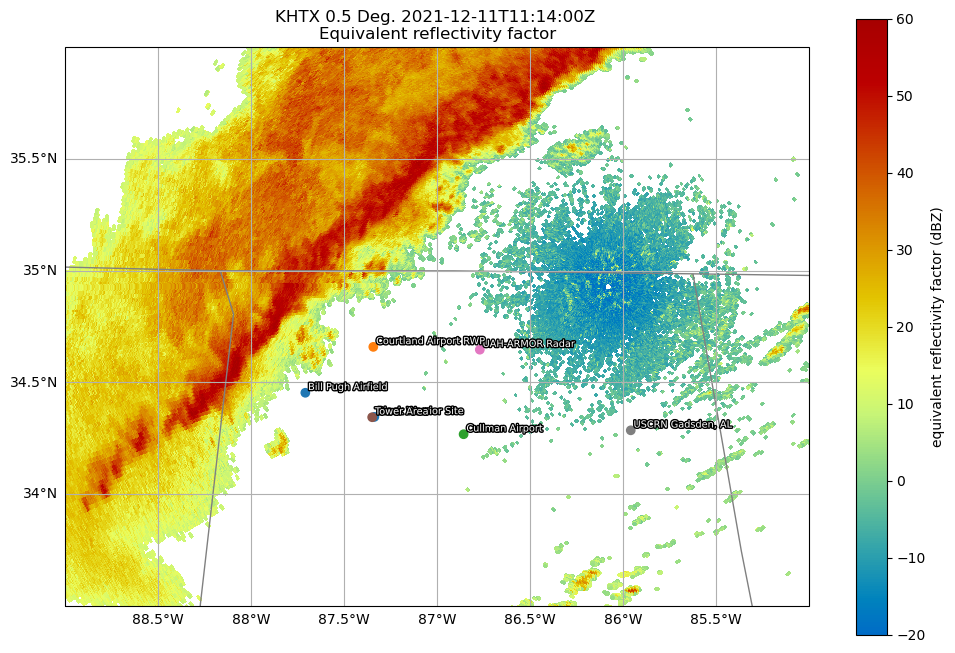 KHTX 0.5 Deg. 2021-12-11T11:14:00Z
Equivalent reflectivity factor
60
50
40
30
20
10
0
−10
−20
equivalent reflectivity factor (dBZ)
35.5°N
35°N
34.5°N
34°N
Courtland Airport RWP
UAH-ARMOR Radar
Bill Pugh Airfield
Tower
Site
Cullman Airport
USCRN Gadsden, AL
88.5°W
88°W
87.5°W
87°W
86.5°W
86°W
85.5°W